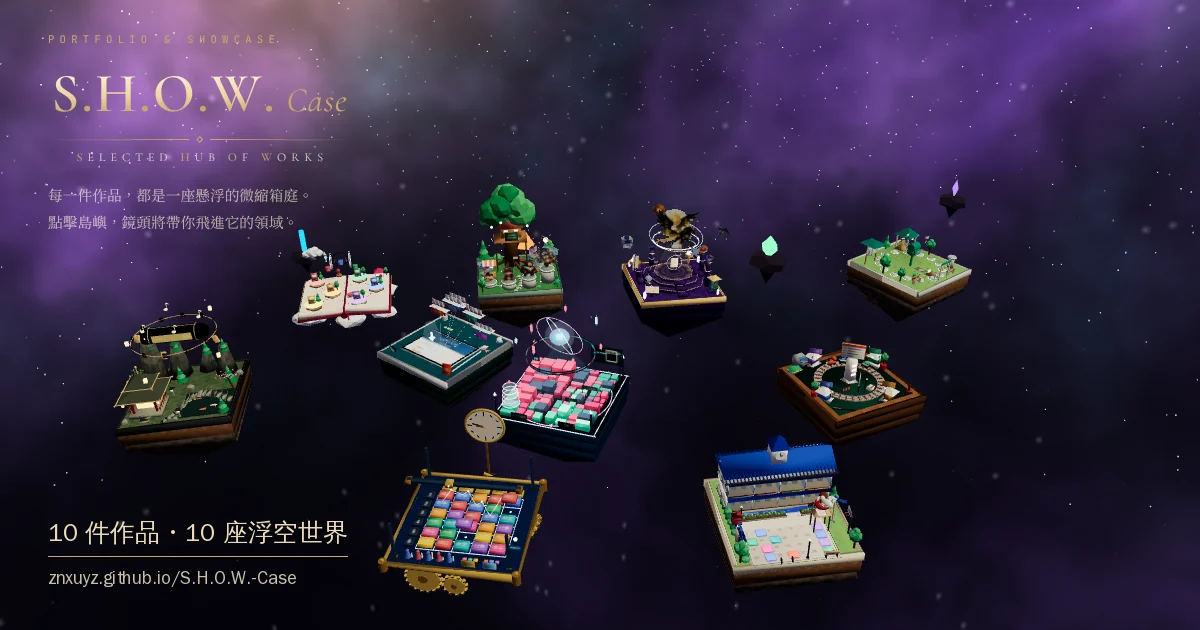 PORTFOLIO & SHOWCASE
S.H.O.W. Case
SELECTED HUB OF WORKS
每一件作品，都是一座懸浮的微縮箱庭。
點擊島嶼，鏡頭將帶你飛進它的領域。
10 件作品・10 座浮空世界
znxuyz.github.io/S.H.O.W.-Case